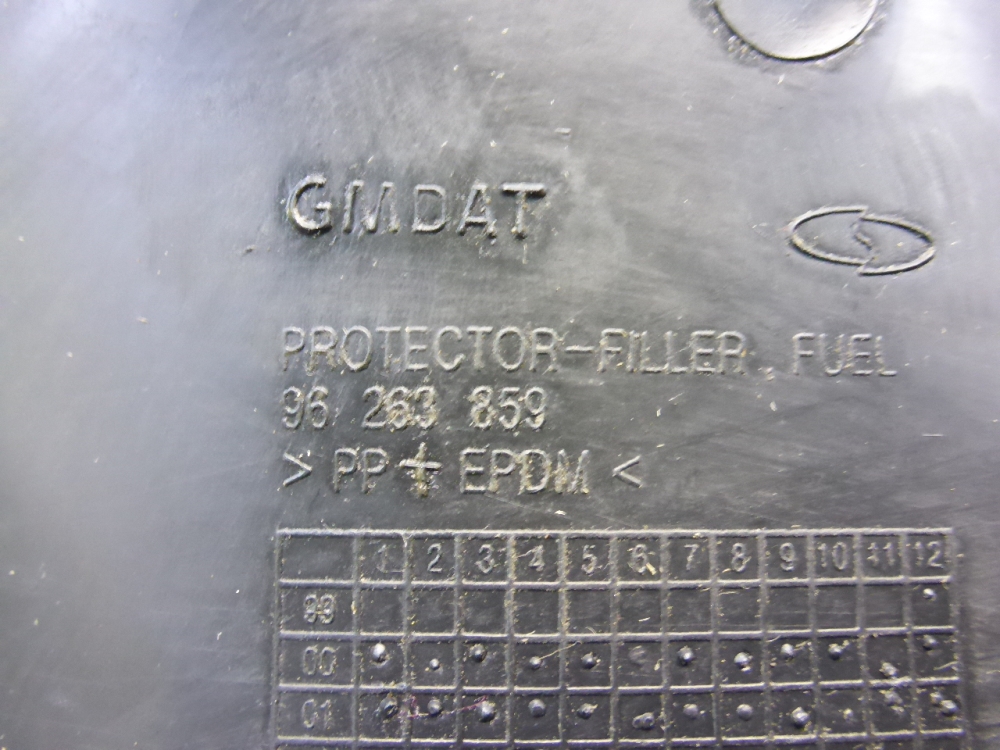 GMDAT
PROTECTOR-FILLER, FUEL
96 263 859
> PP + EPDM <
1 2 3 4 5 6 7 8 9 10 11 12
99
00
01